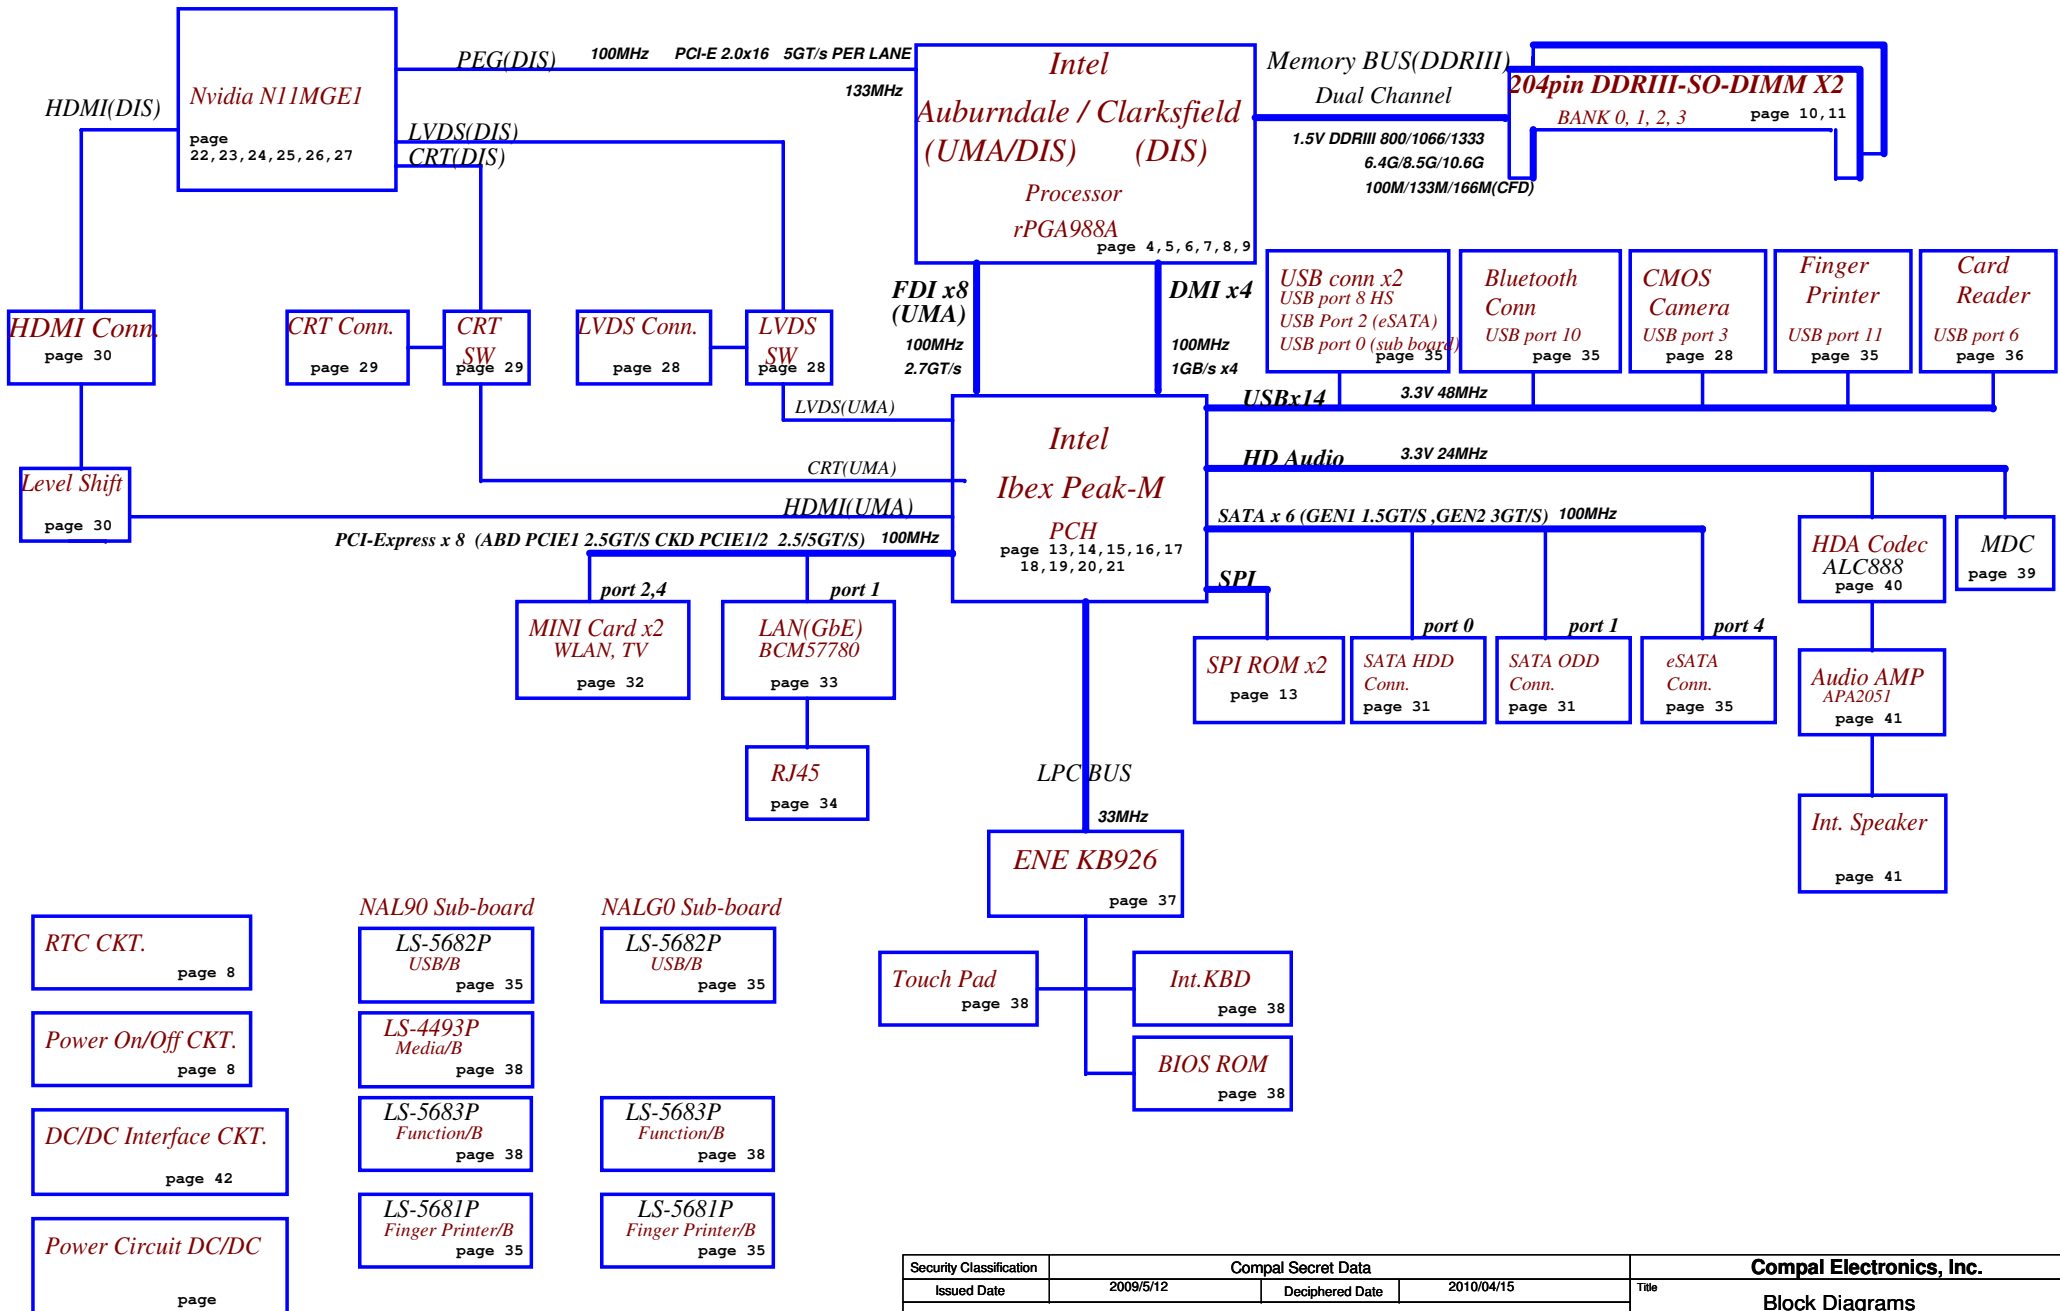 PEG(DIS)
100MHz
PCI-E 2.0x16
5GT/s PER LANE
133MHz
HDMI(DIS)
Nvidia N11MGE1
page
22,23,24,25,26,27
LVDS(DIS)
CRT(DIS)
Intel
Auburndale / Clarksfield
(UMA/DIS) (DIS)
Processor
rPGA988A
page 4,5,6,7,8,9
Memory BUS(DDRIII)
Dual Channel
1.5V DDRIII 800/1066/1333
6.4G/8.5G/10.6G
100M/133M/166M(CFD)
204pin DDRIII-SO-DIMM X2
BANK 0, 1, 2, 3
page 10,11
HDMI Conn.
page 30
CRT Conn.
page 29
CRT
SW
page 29
LVDS Conn.
page 28
LVDS
SW
page 28
FDI x8
(UMA)
100MHz
2.7GT/s
DMI x4
100MHz
1GB/s x4
USB conn x2
USB port 8 HS
USB Port 2 (eSATA)
USB port 0 (sub board)
page 35
Bluetooth
Conn
USB port 10
page 35
CMOS
Camera
USB port 3
page 28
Finger
Printer
USB port 11
page 35
Card
Reader
USB port 6
page 36
USBx14
3.3V 48MHz
LVDS(UMA)
CRT(UMA)
HDMI(UMA)
Level Shift
page 30
Intel
Ibex Peak-M
PCH
page 13,14,15,16,17
18,19,20,21
HD Audio
3.3V 24MHz
SATA x 6 (GEN1 1.5GT/S ,GEN2 3GT/S)
100MHz
SPI
PCI-Express x 8 (ABD PCIE1 2.5GT/S CKD PCIE1/2 2.5/5GT/S)
100MHz
port 2,4
MINI Card x2
WLAN, TV
page 32
port 1
LAN(GbE)
BCM57780
page 33
RJ45
page 34
SPI ROM x2
page 13
port 0
SATA HDD
Conn.
page 31
port 1
SATA ODD
Conn.
page 31
port 4
eSATA
Conn.
page 35
HDA Codec
ALC888
page 40
MDC
page 39
Audio AMP
APA2051
page 41
Int. Speaker
page 41
LPC BUS
33MHz
ENE KB926
page 37
Touch Pad
page 38
Int.KBD
page 38
BIOS ROM
page 38
RTC CKT.
page 8
Power On/Off CKT.
page 8
DC/DC Interface CKT.
page 42
Power Circuit DC/DC
page
NAL90 Sub-board
LS-5682P
USB/B
page 35
LS-4493P
Media/B
page 38
LS-5683P
Function/B
page 38
LS-5681P
Finger Printer/B
page 35
NALG0 Sub-board
LS-5682P
USB/B
page 35
LS-5683P
Function/B
page 38
LS-5681P
Finger Printer/B
page 35
Security Classification
Compal Secret Data
Compal Electronics, Inc.
Issued Date
2009/5/12
Deciphered Date
2010/04/15
Title
Block Diagrams